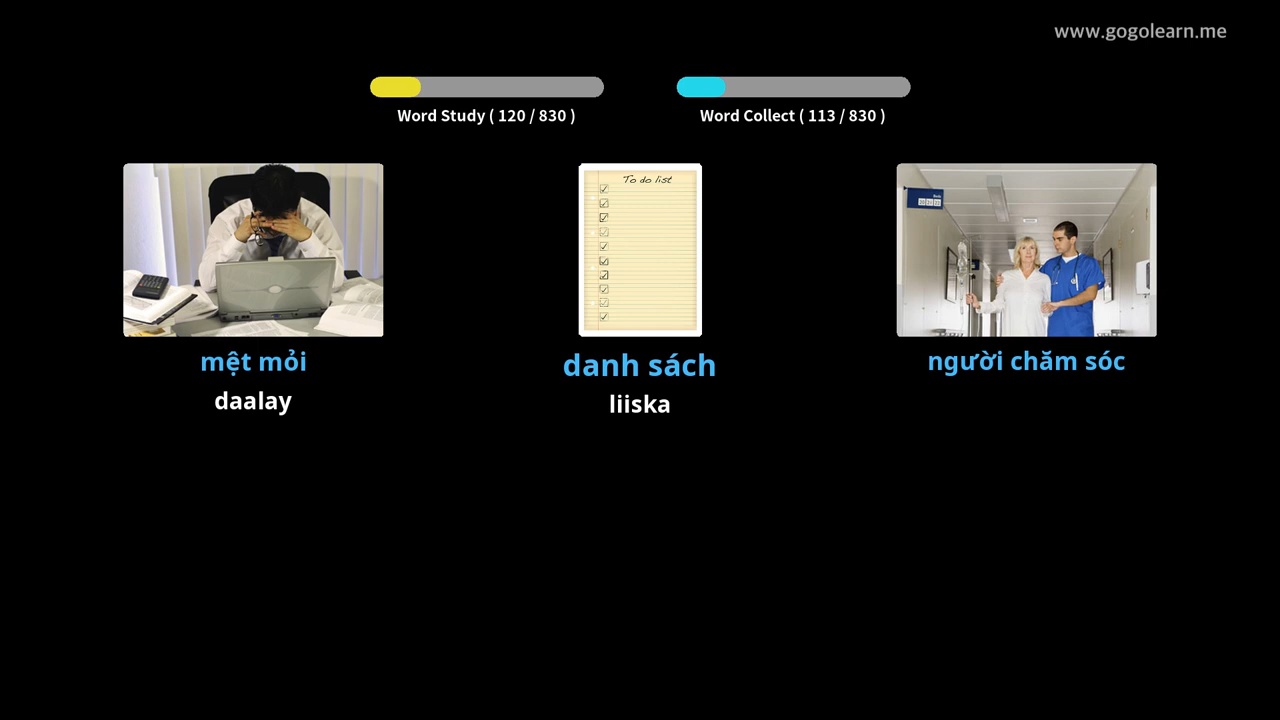 www.gogolearn.me
Word Study ( 120 / 830 )
Word Collect ( 113 / 830 )
To do list
mệt mỏi
daalay
danh sách
liiska
người chăm sóc